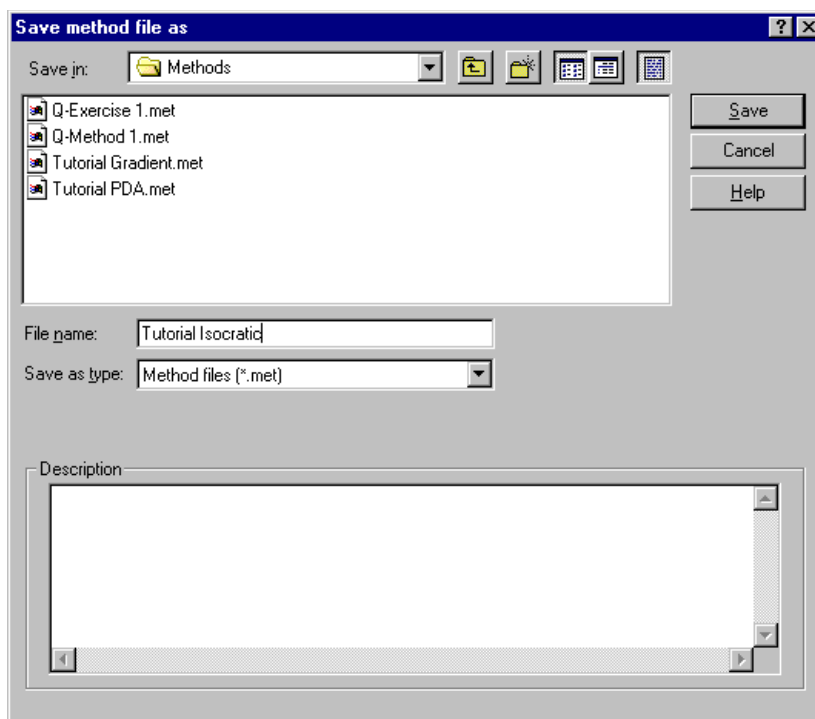 Save method file as
Save in: Methods
Q-Exercise 1.met
Q-Method 1.met
Tutorial Gradient.met
Tutorial PDA.met
Save
Cancel
Help
File name: Tutorial Isocratic
Save as type: Method files (*.met)
Description